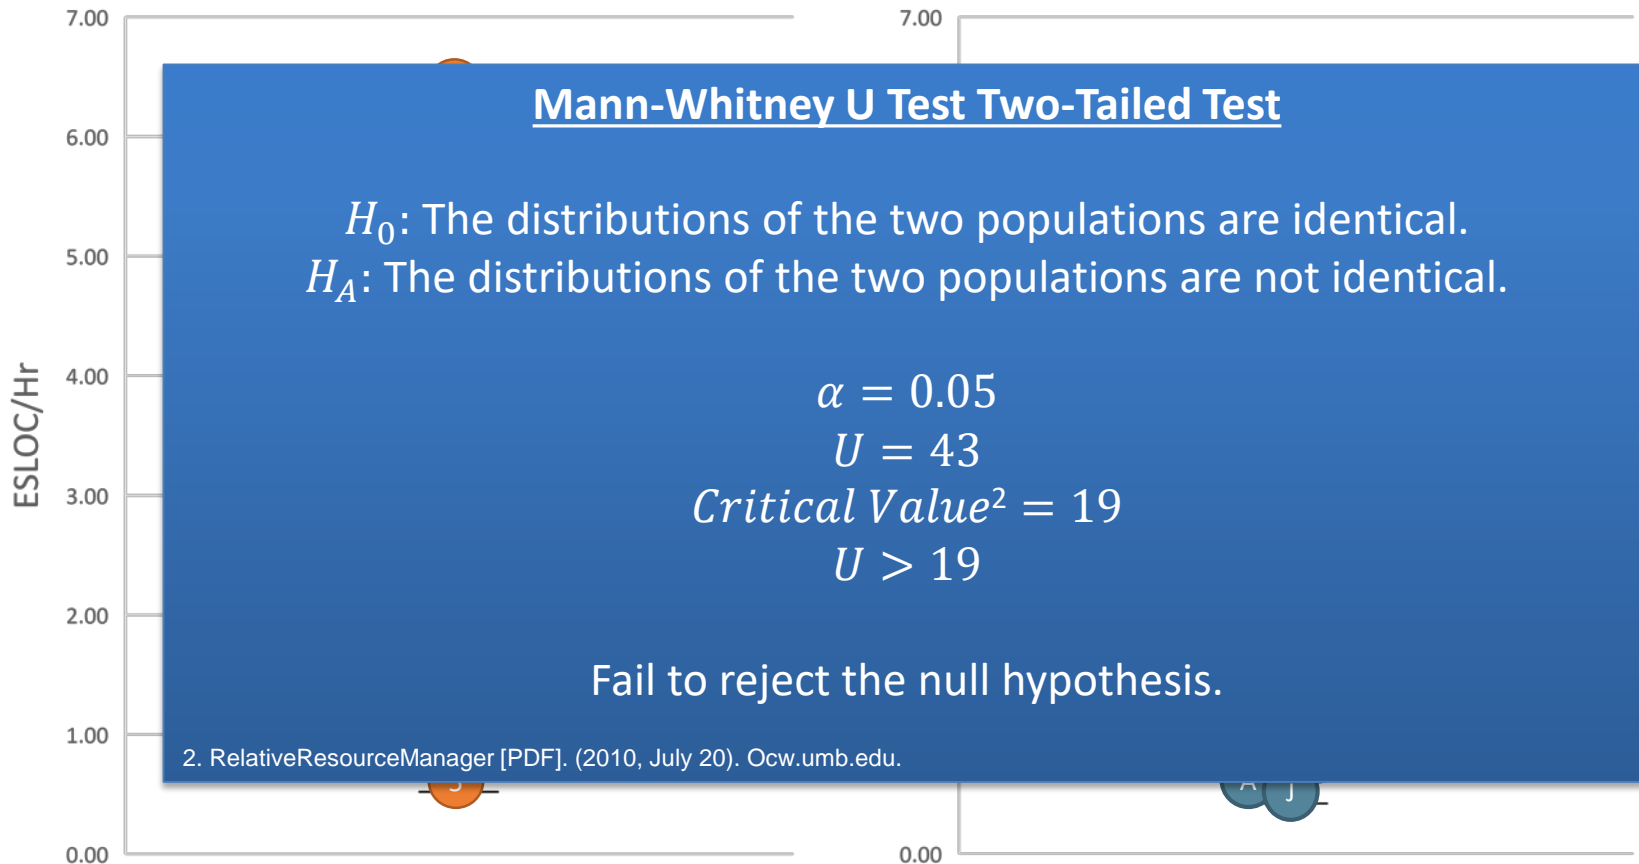 7.00
6.00
5.00
4.00
3.00
2.00
1.00
0.00
ESLOC/Hr
7.00
0.00
Mann-Whitney U Test Two-Tailed Test
H₀: The distributions of the two populations are identical.
H_A: The distributions of the two populations are not identical.
α = 0.05
U = 43
Critical Value² = 19
U > 19
Fail to reject the null hypothesis.
2. RelativeResourceManager [PDF]. (2010, July 20). Ocw.umb.edu.
A
J